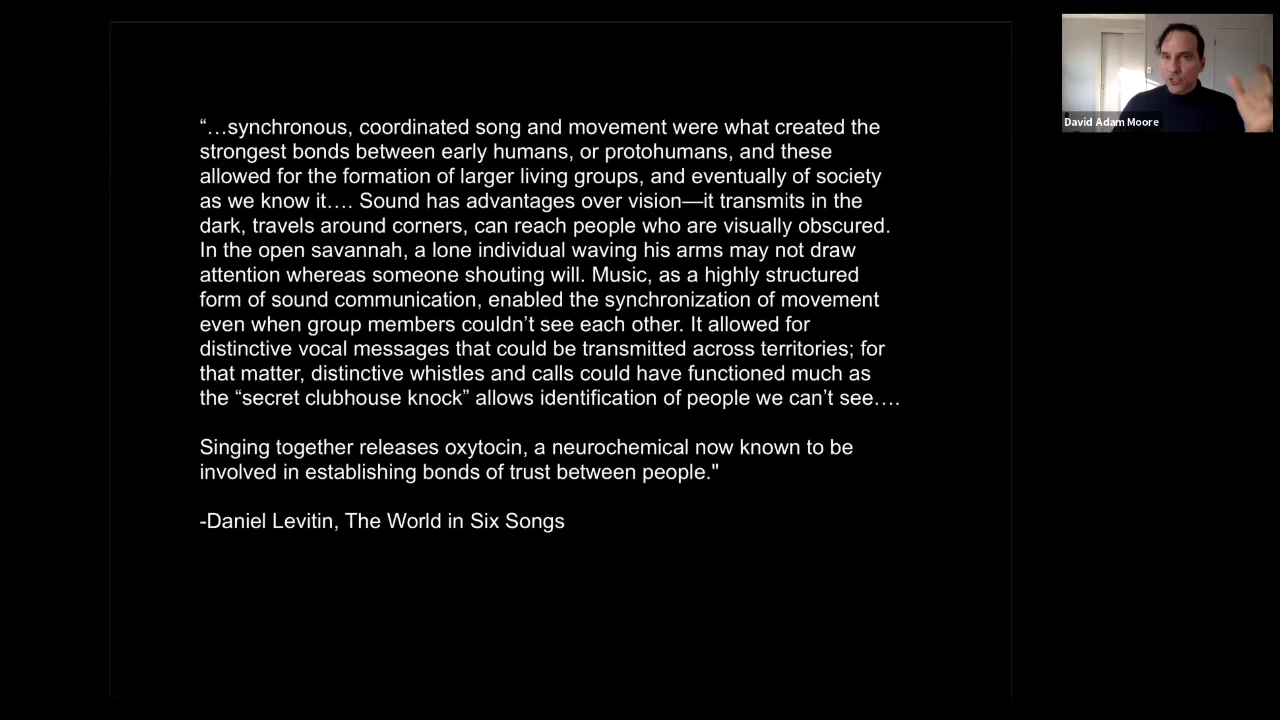 “…synchronous, coordinated song and movement were what created the
strongest bonds between early humans, or protohumans, and these
allowed for the formation of larger living groups, and eventually of society
as we know it…. Sound has advantages over vision—it transmits in the
dark, travels around corners, can reach people who are visually obscured.
In the open savannah, a lone individual waving his arms may not draw
attention whereas someone shouting will. Music, as a highly structured
form of sound communication, enabled the synchronization of movement
even when group members couldn’t see each other. It allowed for
distinctive vocal messages that could be transmitted across territories; for
that matter, distinctive whistles and calls could have functioned much as
the “secret clubhouse knock” allows identification of people we can’t see….
Singing together releases oxytocin, a neurochemical now known to be
involved in establishing bonds of trust between people."
-Daniel Levitin, The World in Six Songs
David Adam Moore